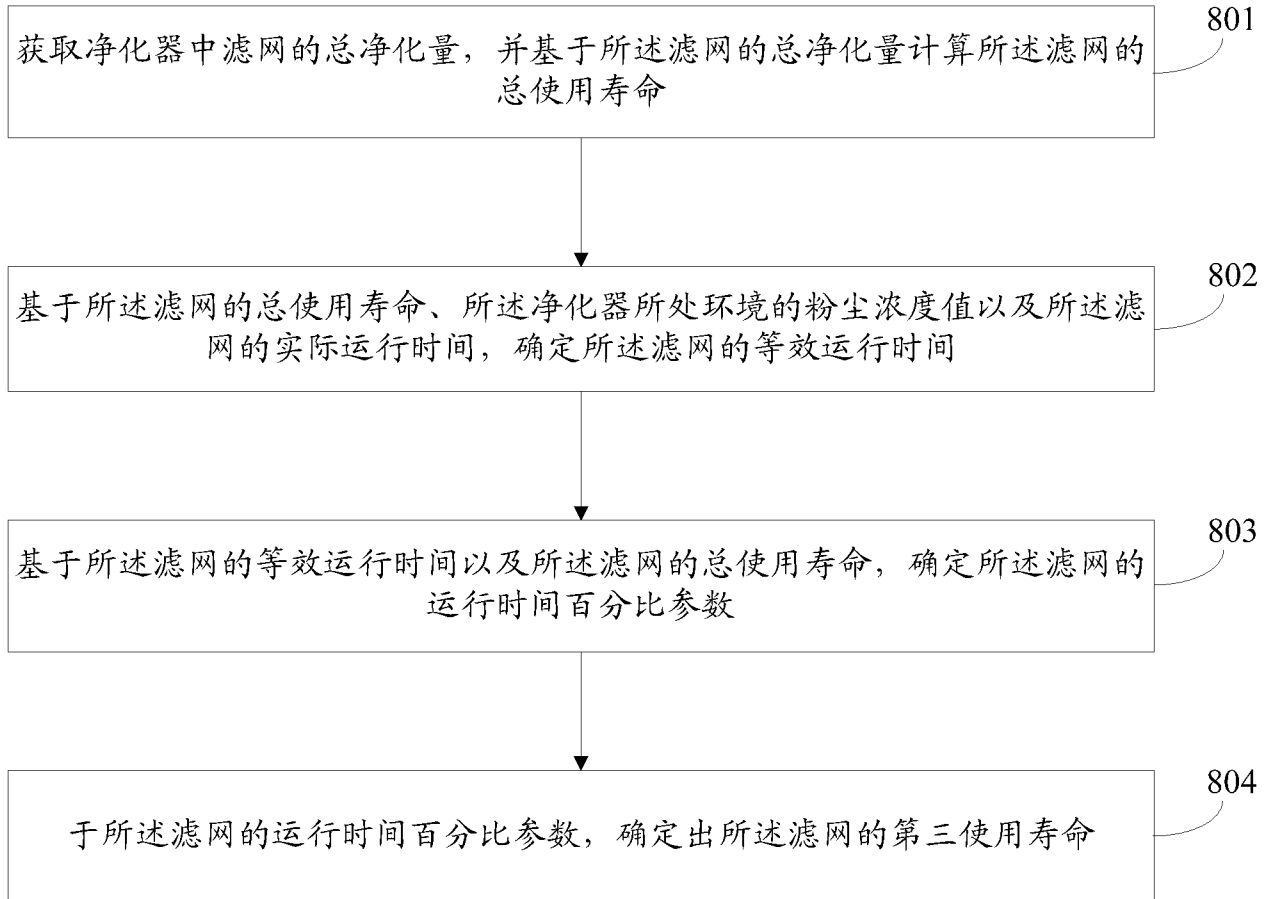 801
获取净化器中滤网的总净化量，并基于所述滤网的总净化量计算所述滤网的
总使用寿命
802
基于所述滤网的总使用寿命、所述净化器所处环境的粉尘浓度值以及所述滤
网的实际运行时间，确定所述滤网的等效运行时间
803
基于所述滤网的等效运行时间以及所述滤网的总使用寿命，确定所述滤网的
运行时间百分比参数
804
于所述滤网的运行时间百分比参数，确定出所述滤网的第三使用寿命